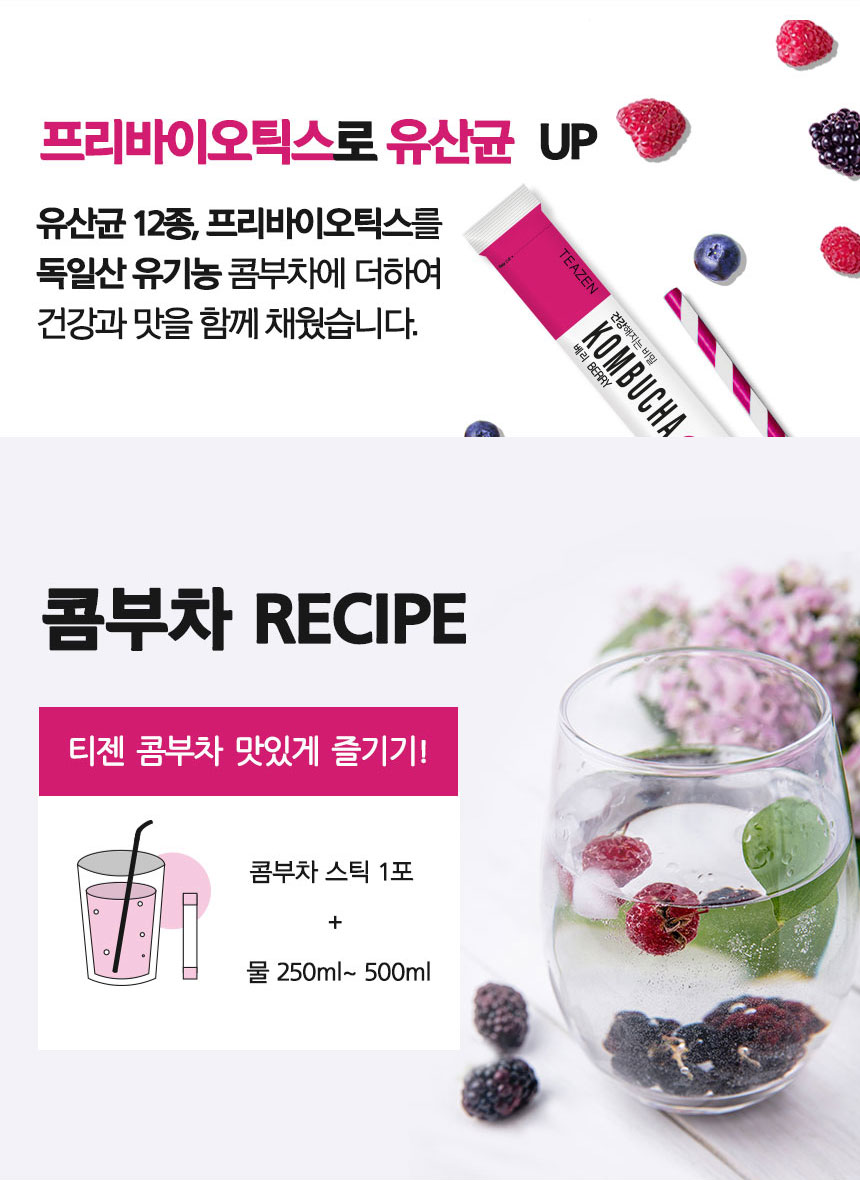 프리바이오틱스로 유산균 UP
유산균 12종, 프리바이오틱스를
독일산 유기농 콤부차에 더하여
건강과 맛을 함께 채웠습니다.
TEAZEN
건강해지는 비밀
KOMBUCHA
베리 BERRY
콤부차 RECIPE
티젠 콤부차 맛있게 즐기기!
콤부차 스틱 1포
+
물 250ml~ 500ml